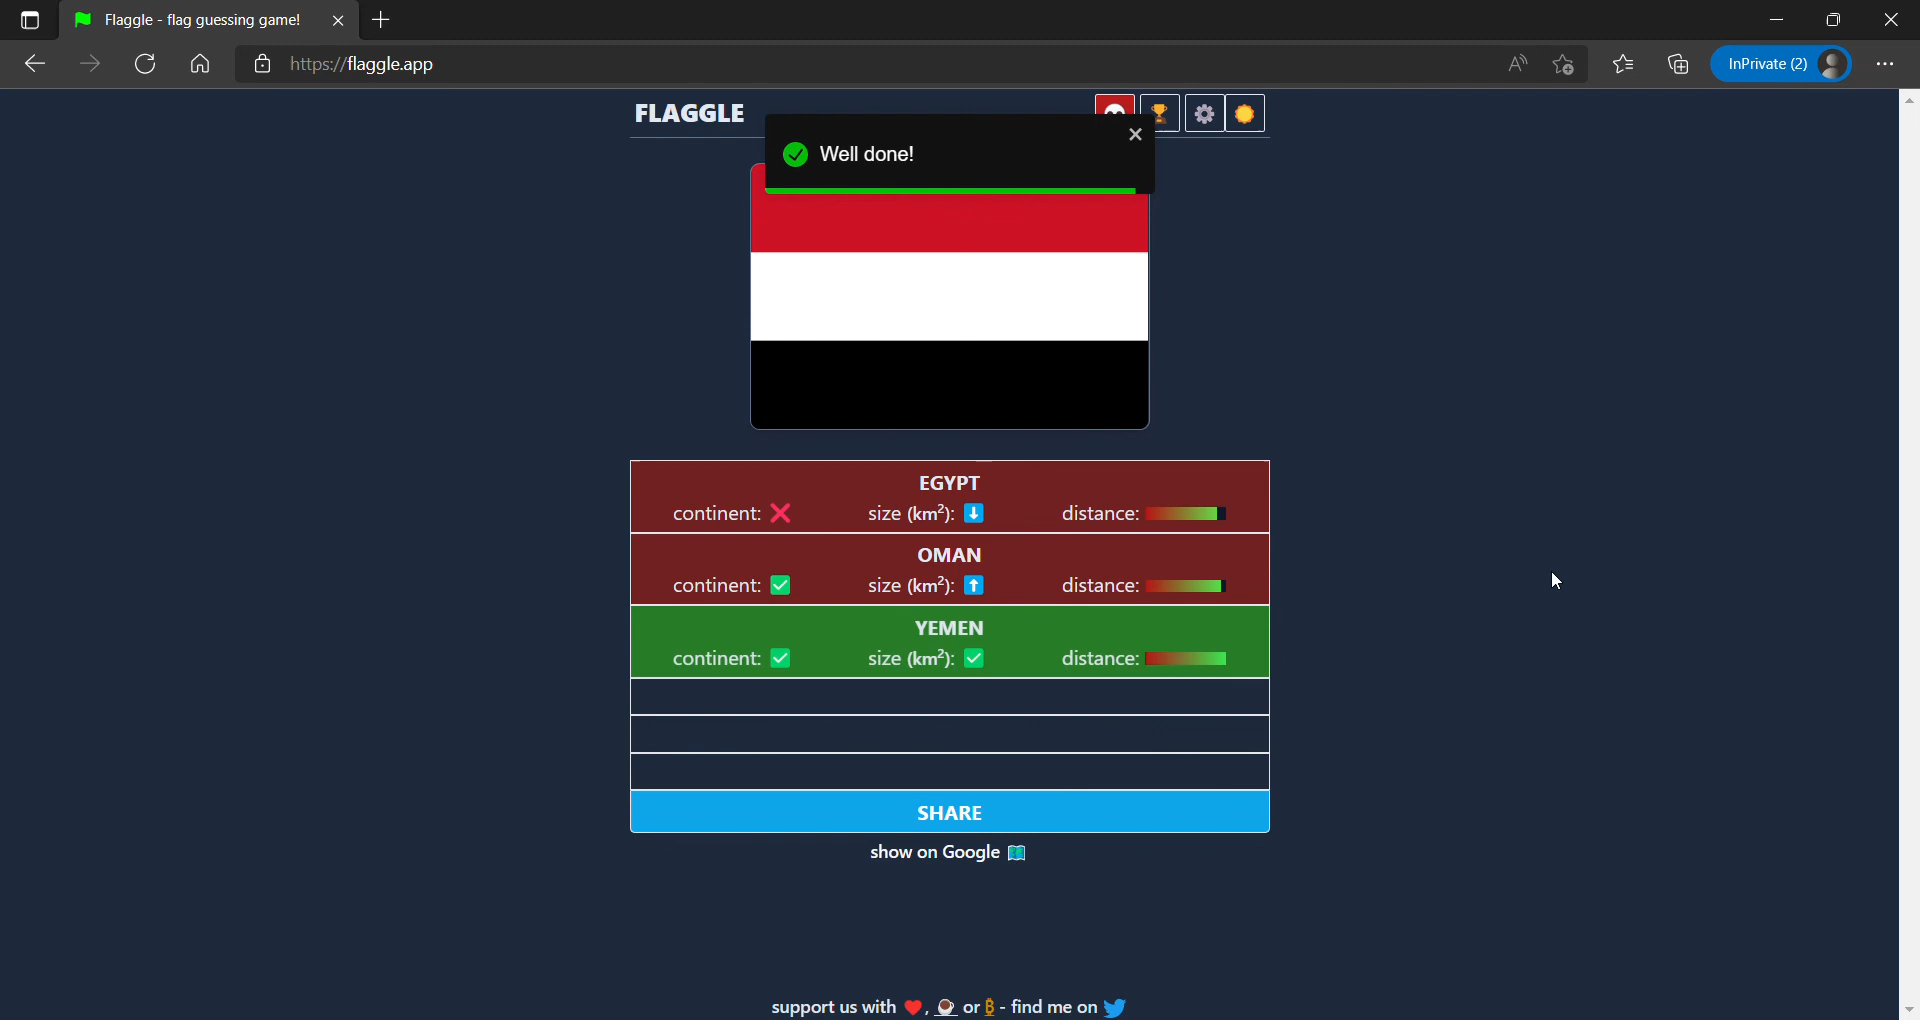 Flaggle - flag guessing game!
https://flaggle.app
InPrivate (2)
FLAGGLE
Well done!
EGYPT
continent: ❌ size (km²): ⬇️ distance:
OMAN
continent: ✅ size (km²): ⬆️ distance:
YEMEN
continent: ✅ size (km²): ✅ distance:
SHARE
show on Google 🗺️
support us with ❤️, ☕ or ₿ - find me on